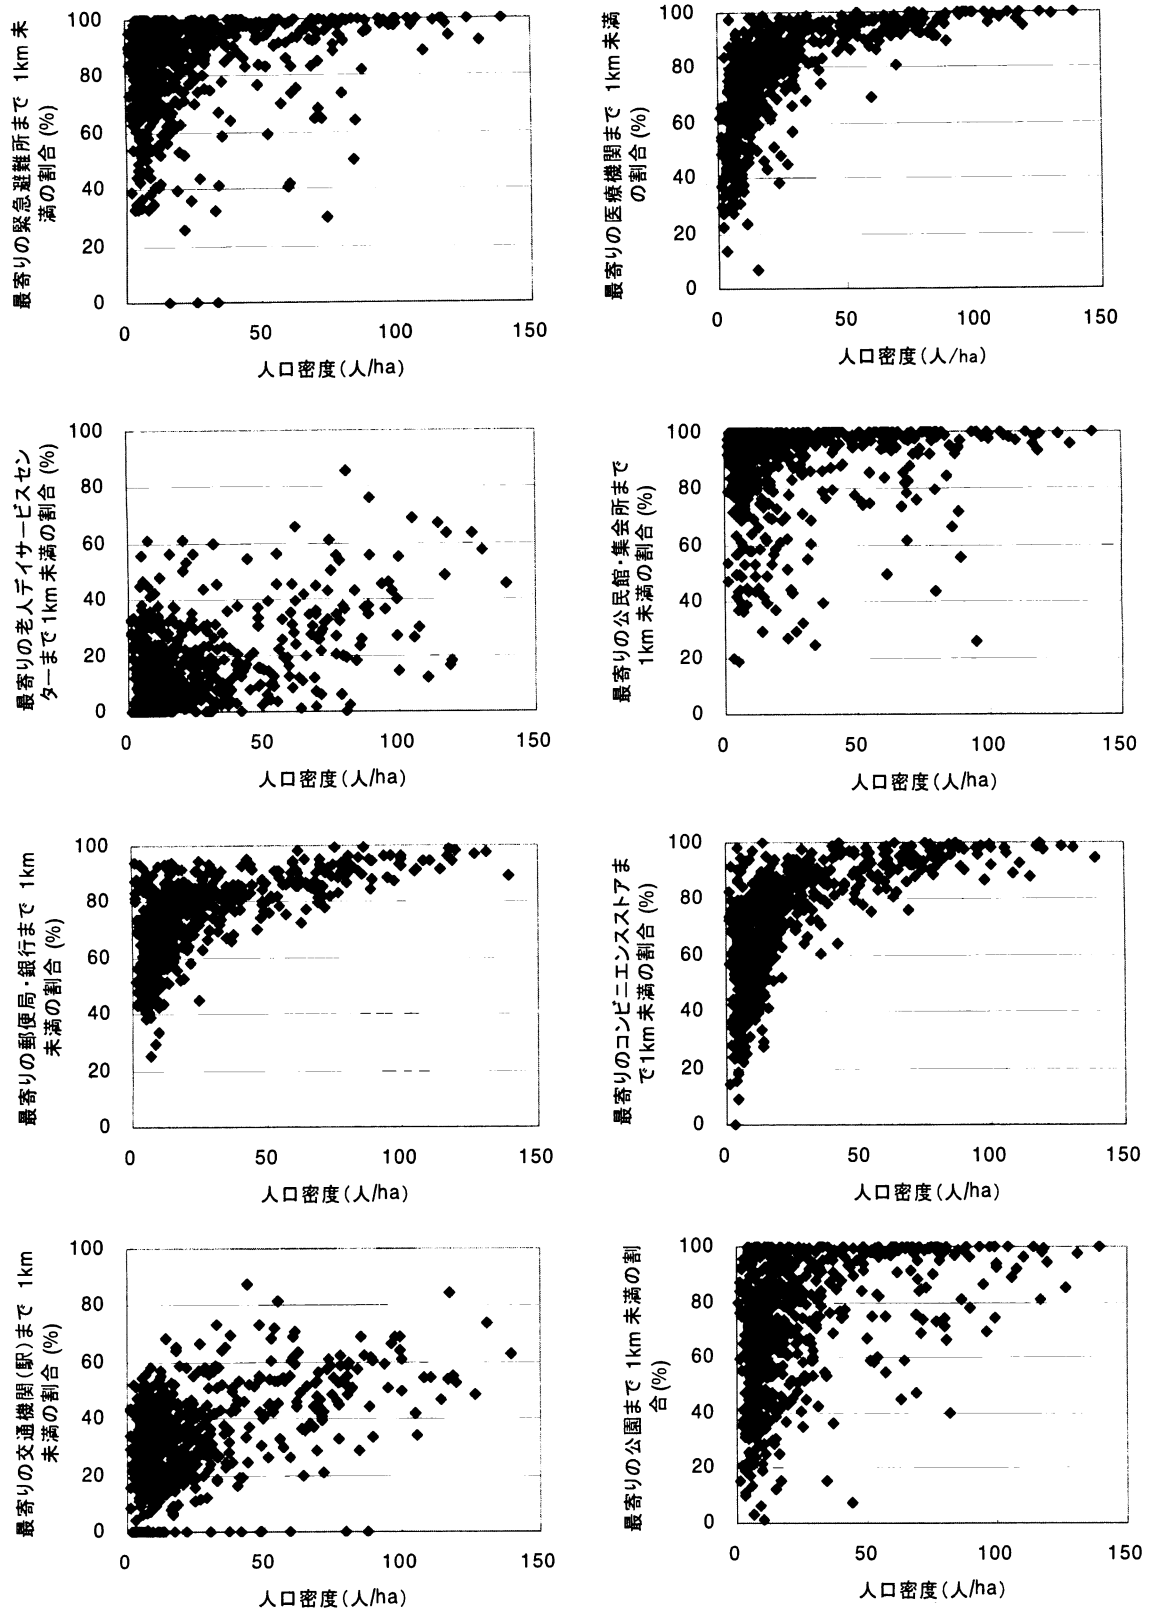 最寄りの緊急避難所まで 1km 未
満の割合 (%)
100
80
60
40
20
0
0 50 100 150
人口密度(人/ha)
最寄りの医療機関まで 1km 未満
の割合 (%)
100
80
60
40
20
0
0 50 100 150
人口密度(人/ha)
最寄りの老人デイサービスセン
ターまで 1km 未満の割合 (%)
100
80
60
40
20
0
0 50 100 150
人口密度(人/ha)
最寄りの公民館・集会所まで
1km 未満の割合 (%)
100
80
60
40
20
0
0 50 100 150
人口密度(人/ha)
最寄りの郵便局・銀行まで 1km
未満の割合 (%)
100
80
60
40
20
0
0 50 100 150
人口密度(人/ha)
最寄りのコンビニエンスストアま
で 1km 未満の割合 (%)
100
80
60
40
20
0
0 50 100 150
人口密度(人/ha)
最寄りの交通機関(駅)まで 1km
未満の割合 (%)
100
80
60
40
20
0
0 50 100 150
人口密度(人/ha)
最寄りの公園まで 1km 未満の割
合 (%)
100
80
60
40
20
0
0 50 100 150
人口密度(人/ha)